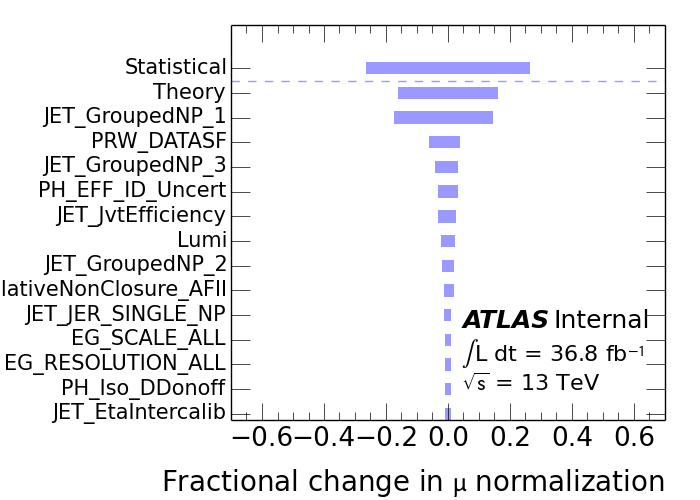 Statistical
Theory
JET_GroupedNP_1
PRW_DATASF
JET_GroupedNP_3
PH_EFF_ID_Uncert
JET_JvtEfficiency
Lumi
JET_GroupedNP_2
lativeNonClosure_AFII
JET_JER_SINGLE_NP
EG_SCALE_ALL
EG_RESOLUTION_ALL
PH_Iso_DDonoff
JET_EtaIntercalib
ATLAS Internal
∫L dt = 36.8 fb⁻¹
√s = 13 TeV
−0.6 −0.4 −0.2 0.0 0.2 0.4 0.6
Fractional change in μ normalization